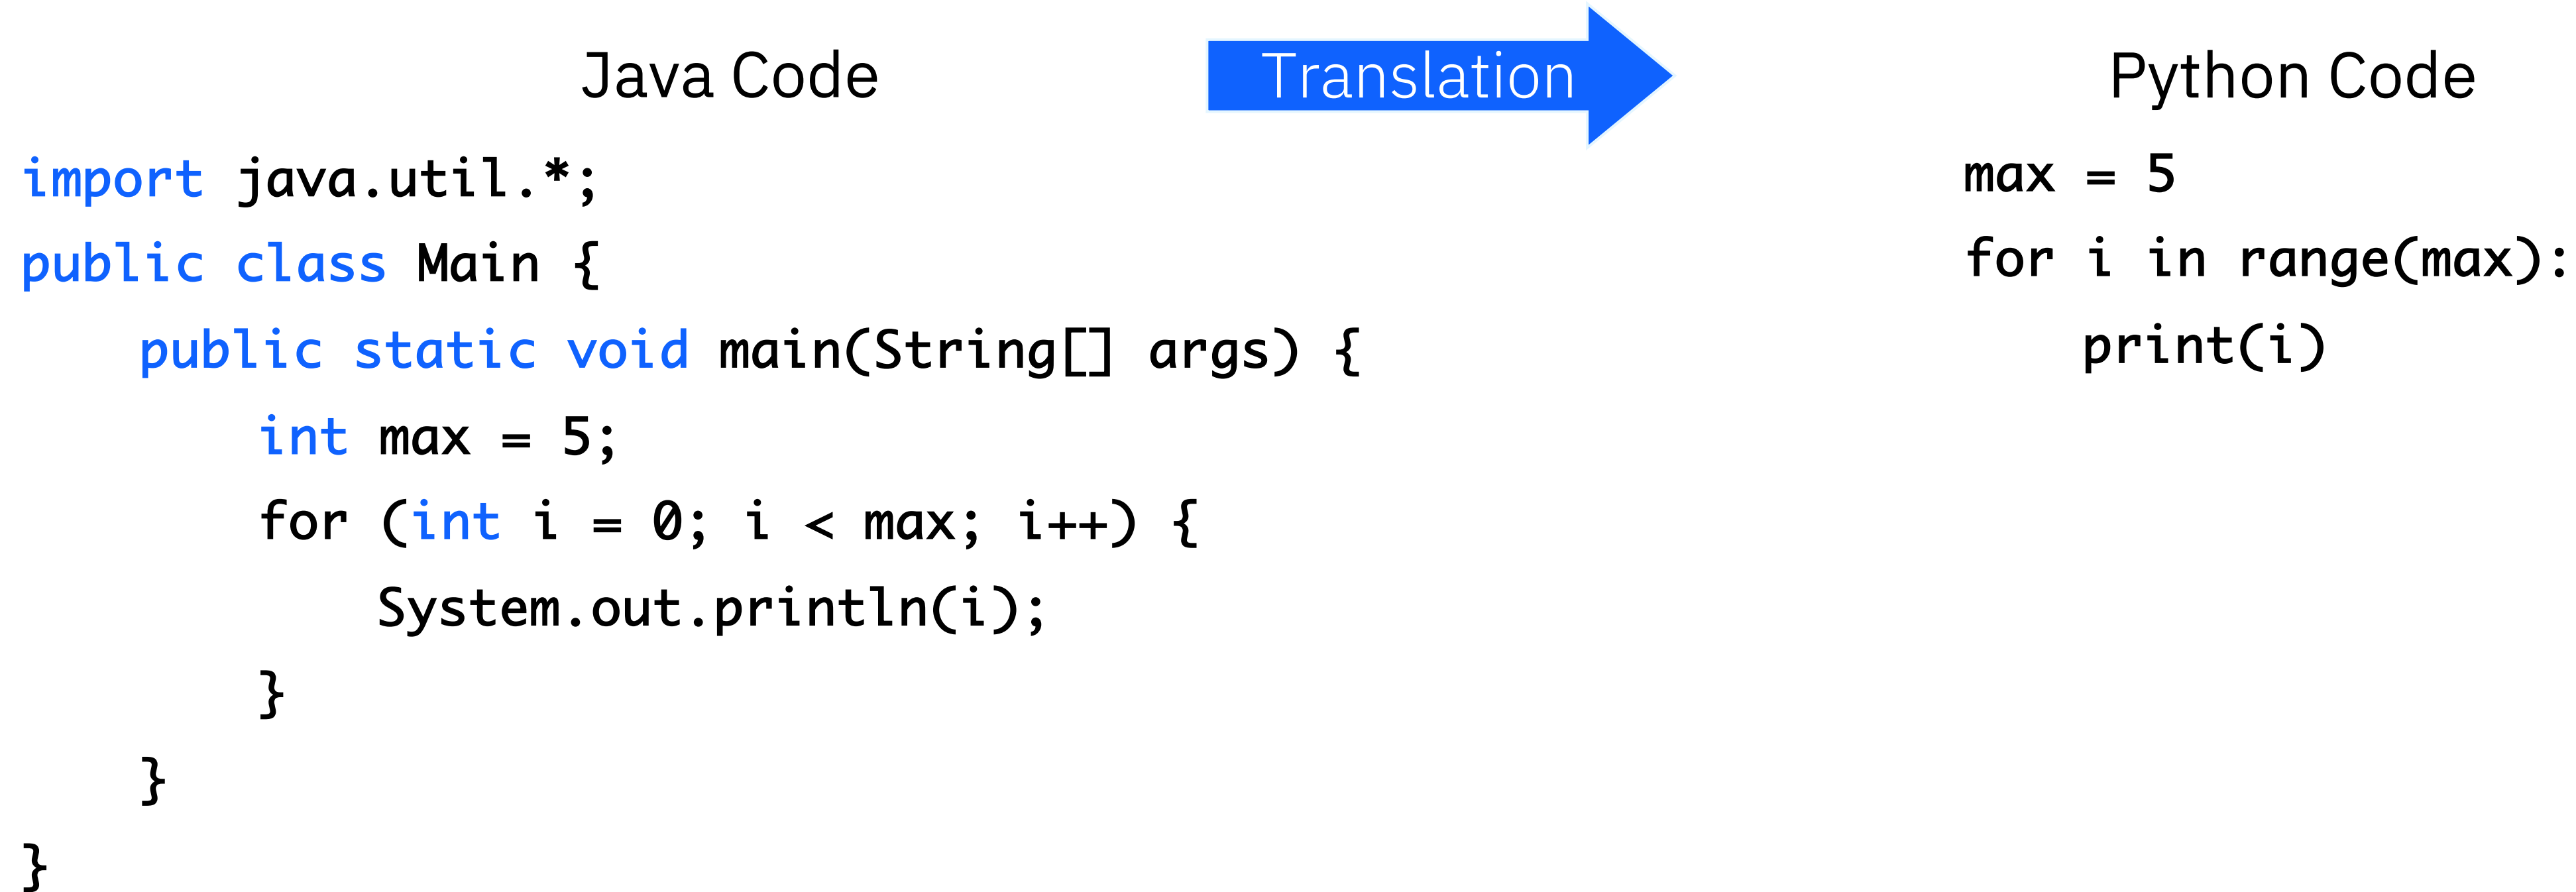 Java Code
Translation
Python Code
import java.util.*;
public class Main {
    public static void main(String[] args) {
        int max = 5;
        for (int i = 0; i < max; i++) {
            System.out.println(i);
        }
    }
}
max = 5
for i in range(max):
    print(i)